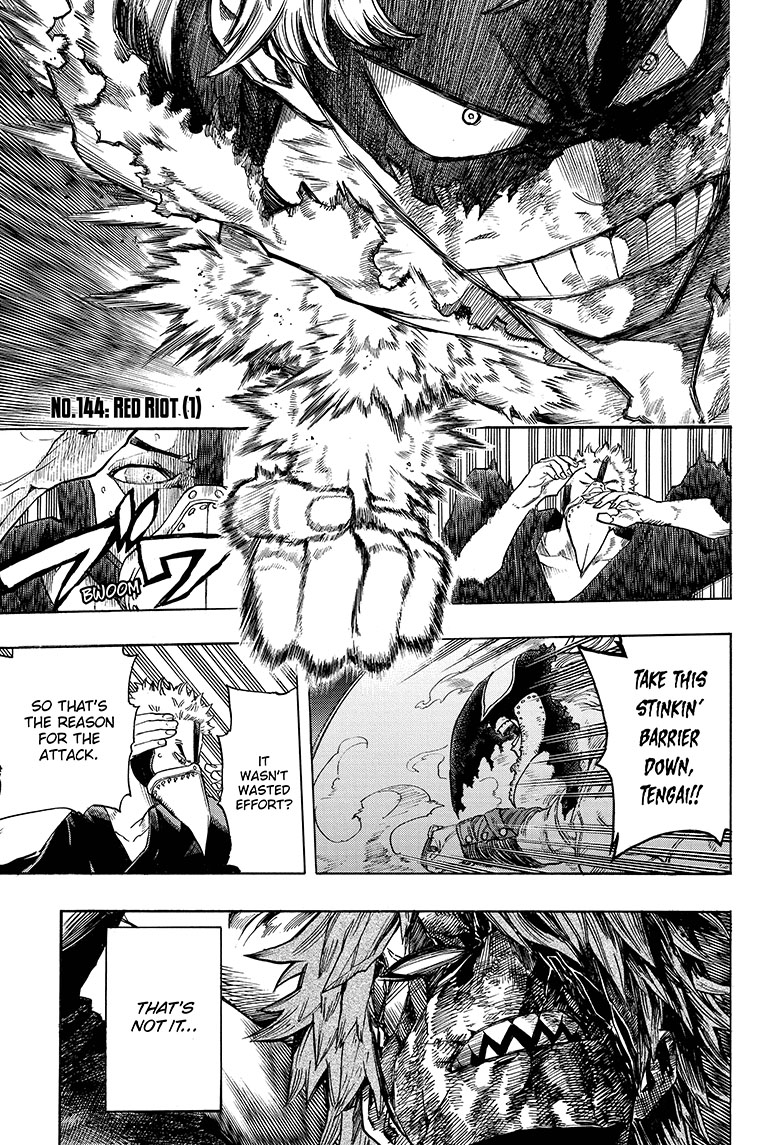 NO.144: RED RIOT (1)
ブワ
BWOOM
TAKE THIS
STINKIN'
BARRIER
DOWN,
TENGAI!!
IT
WASN'T
WASTED
EFFORT?
SO THAT'S
THE REASON
FOR THE
ATTACK.
THAT'S
NOT IT...